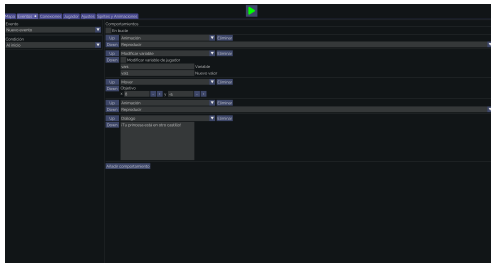 Mapa Eventos Conexiones Jugador Ajustes Sprites y Animaciones
Evento
Nuevo evento
Condición
Al inicio
Comportamientos
En bucle
Up Animación Eliminar
Down Reproducir
Up Modificar variable Eliminar
Down Modificar variable de jugador
Variable
Nuevo valor
Up Mover Eliminar
Down Objetivo
x y
Up Animación Eliminar
Down Reproducir
Up Diálogo Eliminar
Down ¡Tu princesa está en otro castillo!
Añadir comportamiento